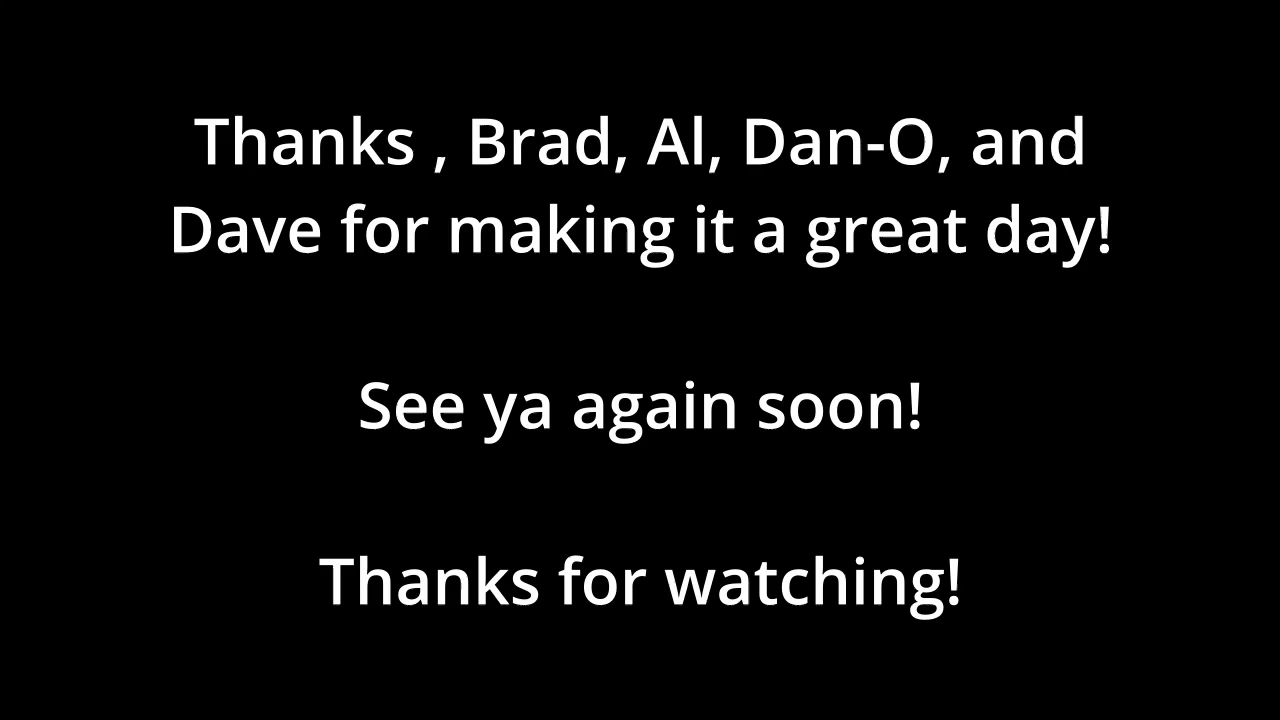 Thanks , Brad, Al, Dan-O, and
Dave for making it a great day!
See ya again soon!
Thanks for watching!